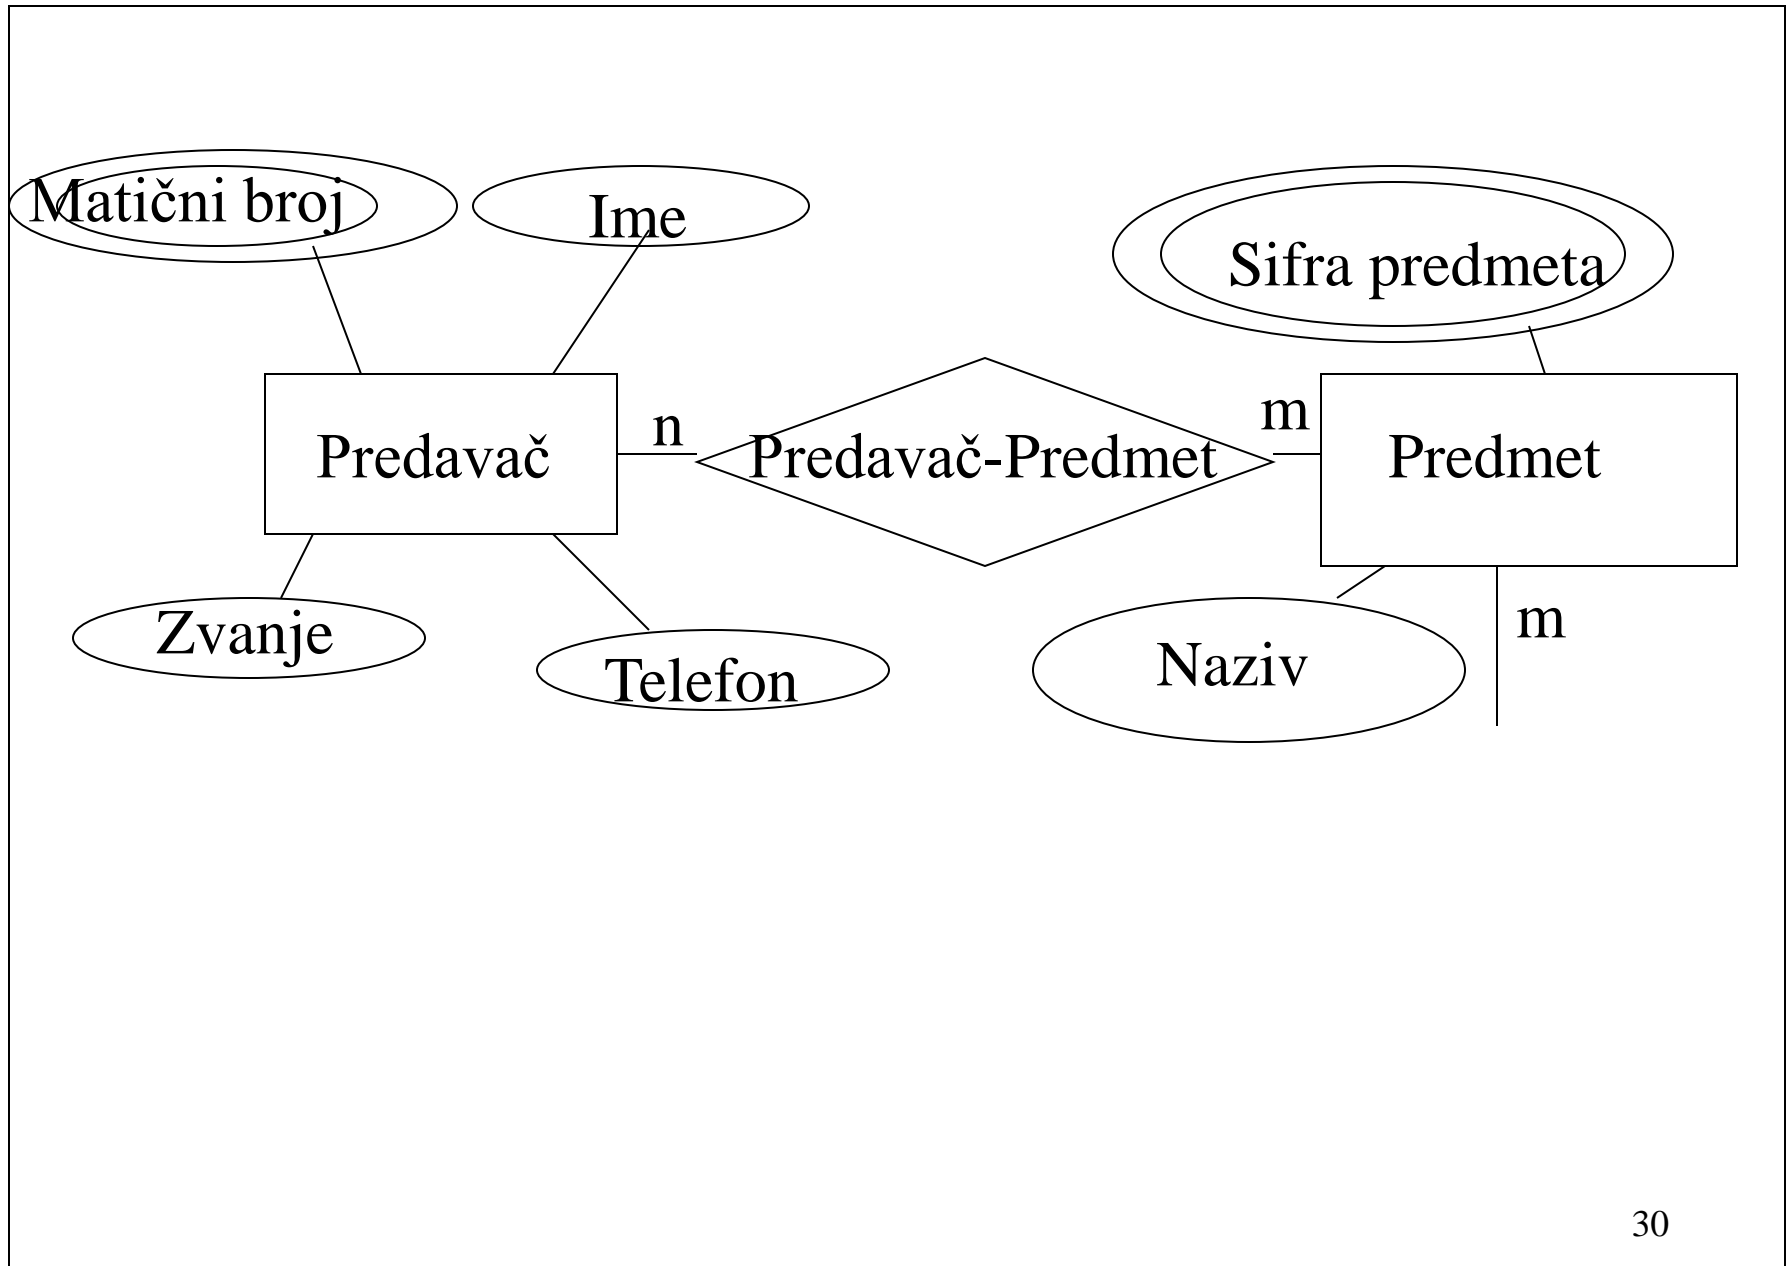 Matični broj
Ime
Sifra predmeta
n
m
Predavač
Predavač-Predmet
Predmet
Zvanje
Telefon
Naziv
m
30